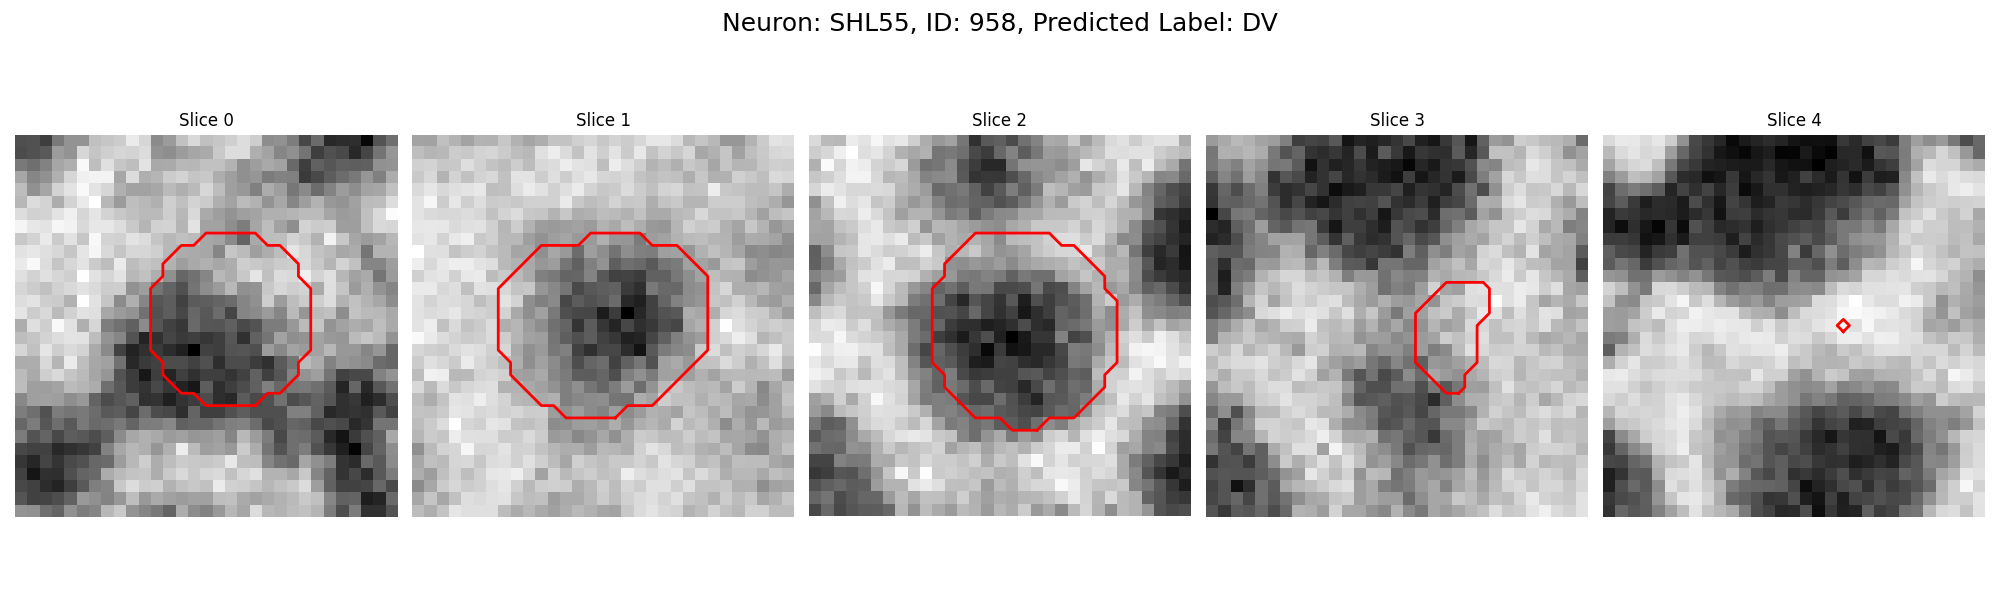 Neuron: SHL55, ID: 958, Predicted Label: DV
Slice 0
Slice 1
Slice 2
Slice 3
Slice 4